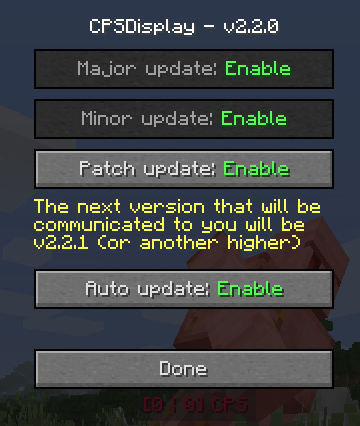 CPSDisplay - v2.2.0
Major update: Enable
Minor update: Enable
Patch update: Enable
The next version that will be
communicated to you will be
v2.2.1 (or another higher)
Auto update: Enable
Done
[0 | 0] CPS